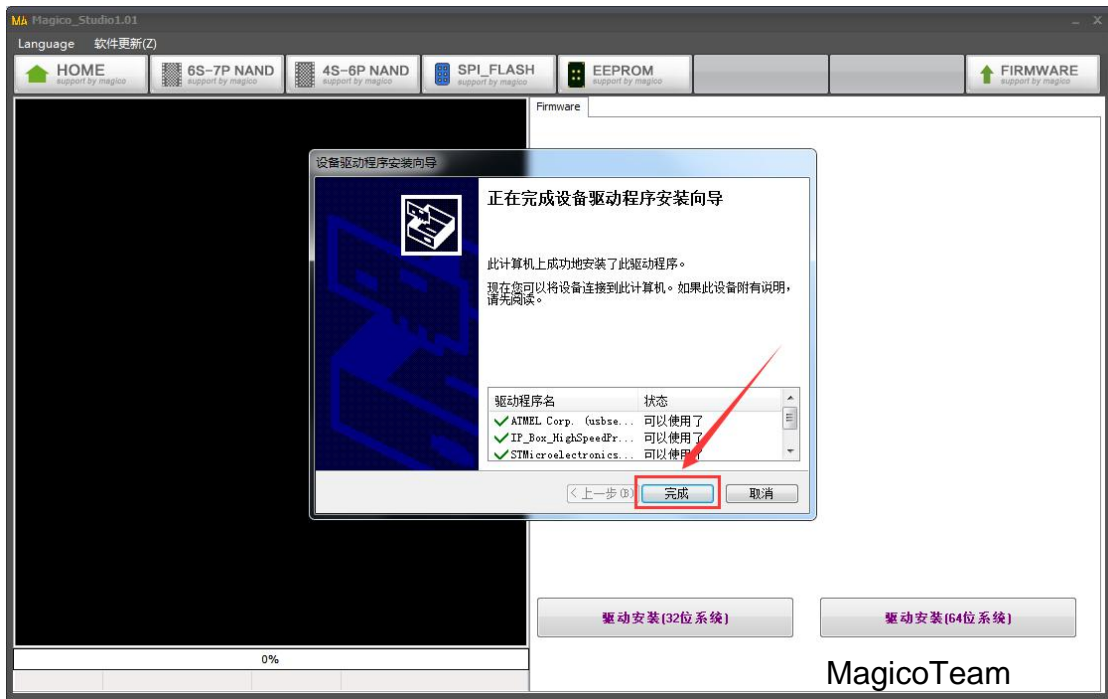 MA Magico_Studio1.01
Language 软件更新(Z)
HOME
support by magico
6S-7P NAND
support by magico
4S-6P NAND
support by magico
SPI_FLASH
support by magico
EEPROM
support by magico
FIRMWARE
support by magico
Firmware
设备驱动程序安装向导
正在完成设备驱动程序安装向导
此计算机上成功地安装了此驱动程序。
现在您可以将设备连接到此计算机。如果此设备附有说明,
请先阅读。
驱动程序名 状态
ATMEL Corp. (usbse... 可以使用了
IP_Box_HighSpeedPr... 可以使用了
STMicroelectronics... 可以使用了
< 上一步(B) 完成 取消
驱动安装(32位系统) 驱动安装(64位系统)
0%
MagicoTeam